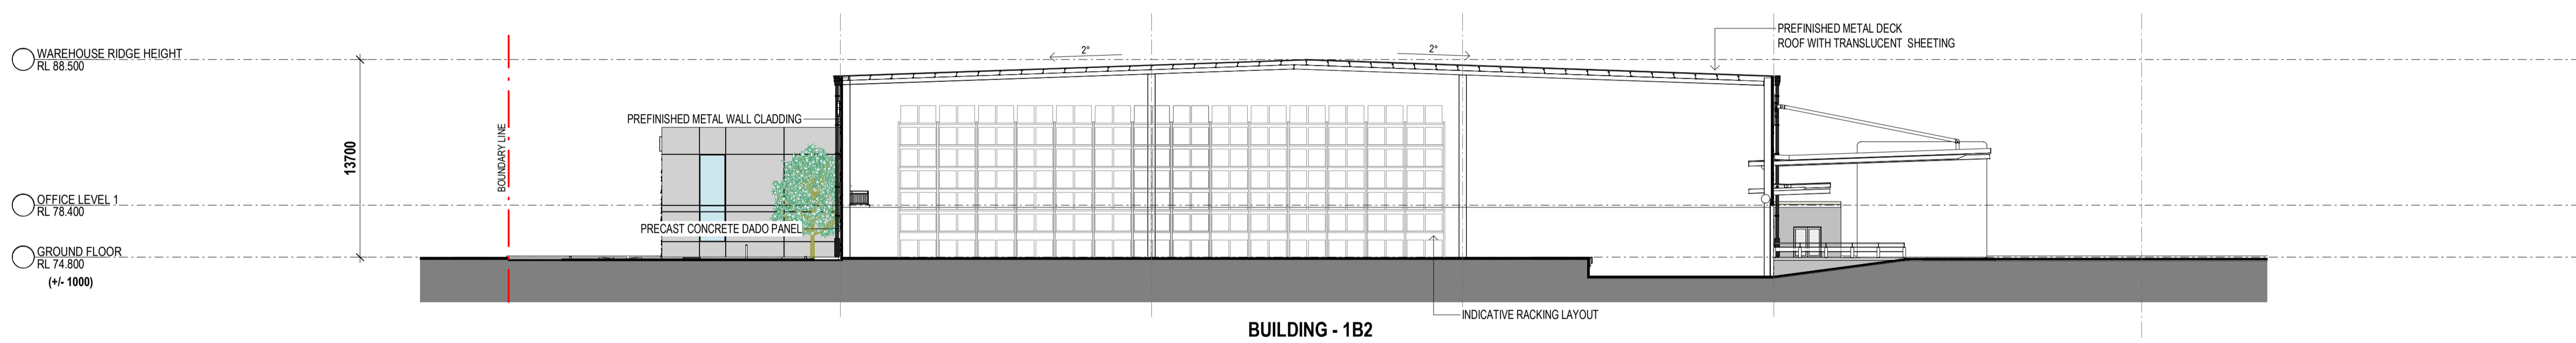 WAREHOUSE RIDGE HEIGHT
RL 88.500
OFFICE LEVEL 1
RL 78.400
GROUND FLOOR
RL 74.800
(+/- 1000)
13700
BOUNDARY LINE
PREFINISHED METAL WALL CLADDING
PRECAST CONCRETE DADO PANEL
2°
2°
PREFINISHED METAL DECK
ROOF WITH TRANSLUCENT SHEETING
INDICATIVE RACKING LAYOUT
BUILDING - 1B2